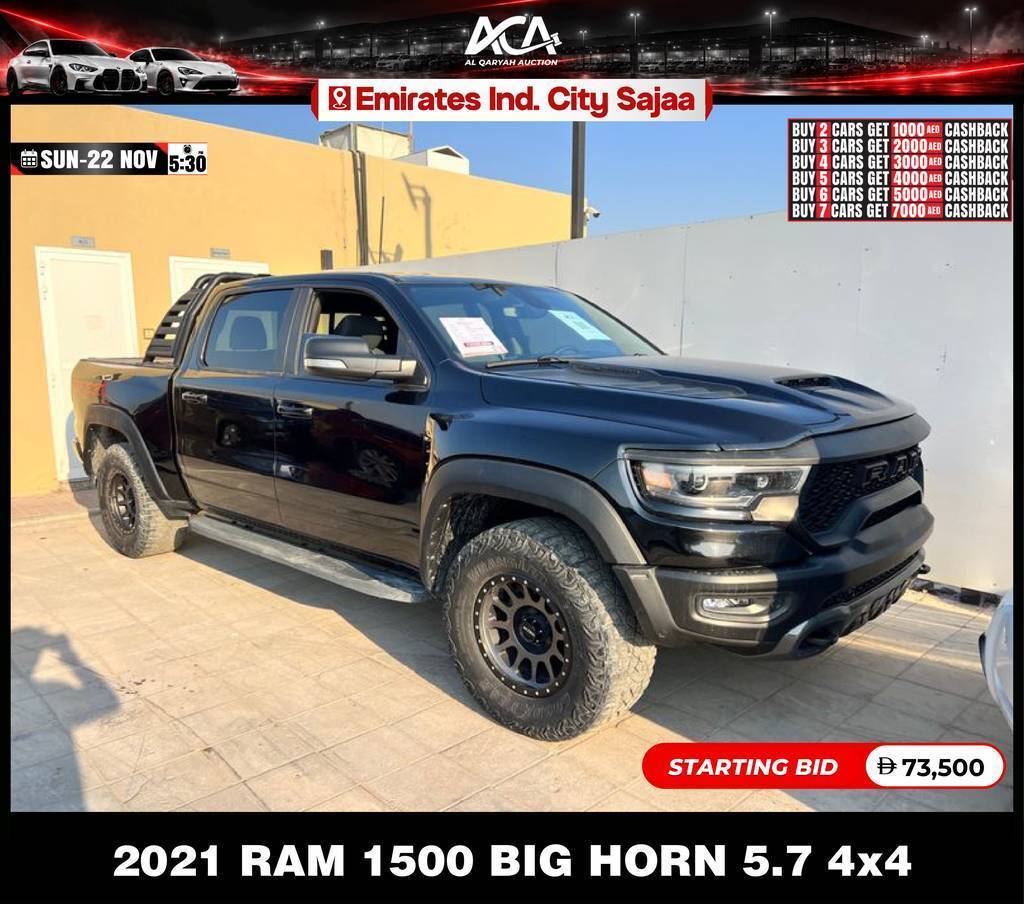 ACA
AL QARYAH AUCTION
Emirates Ind. City Sajaa
SUN-22 NOV 5:30
BUY 2 CARS GET 1000 AED CASHBACK
BUY 3 CARS GET 2000 AED CASHBACK
BUY 4 CARS GET 3000 AED CASHBACK
BUY 5 CARS GET 4000 AED CASHBACK
BUY 6 CARS GET 5000 AED CASHBACK
BUY 7 CARS GET 7000 AED CASHBACK
RAM
STARTING BID 73,500
2021 RAM 1500 BIG HORN 5.7 4x4